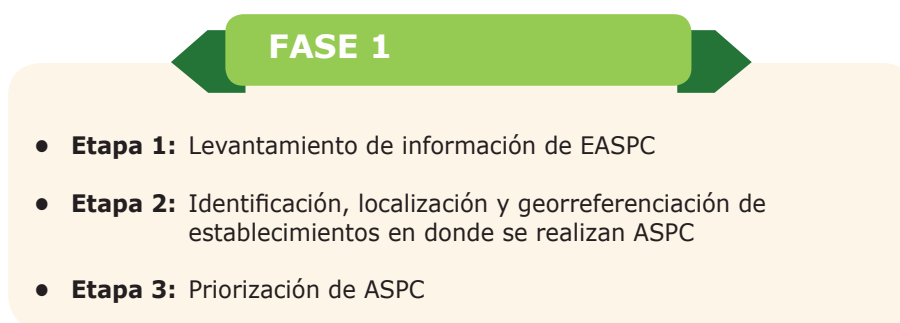 FASE 1
• Etapa 1: Levantamiento de información de EASPC
• Etapa 2: Identificación, localización y georreferenciación de
establecimientos en donde se realizan ASPC
• Etapa 3: Priorización de ASPC